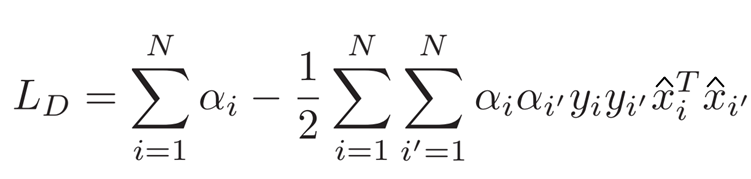 L_D = \sum_{i=1}^{N} \alpha_i - \frac{1}{2} \sum_{i=1}^{N} \sum_{i'=1}^{N} \alpha_i \alpha_{i'} y_i y_{i'} \hat{x}_i^T \hat{x}_{i'}